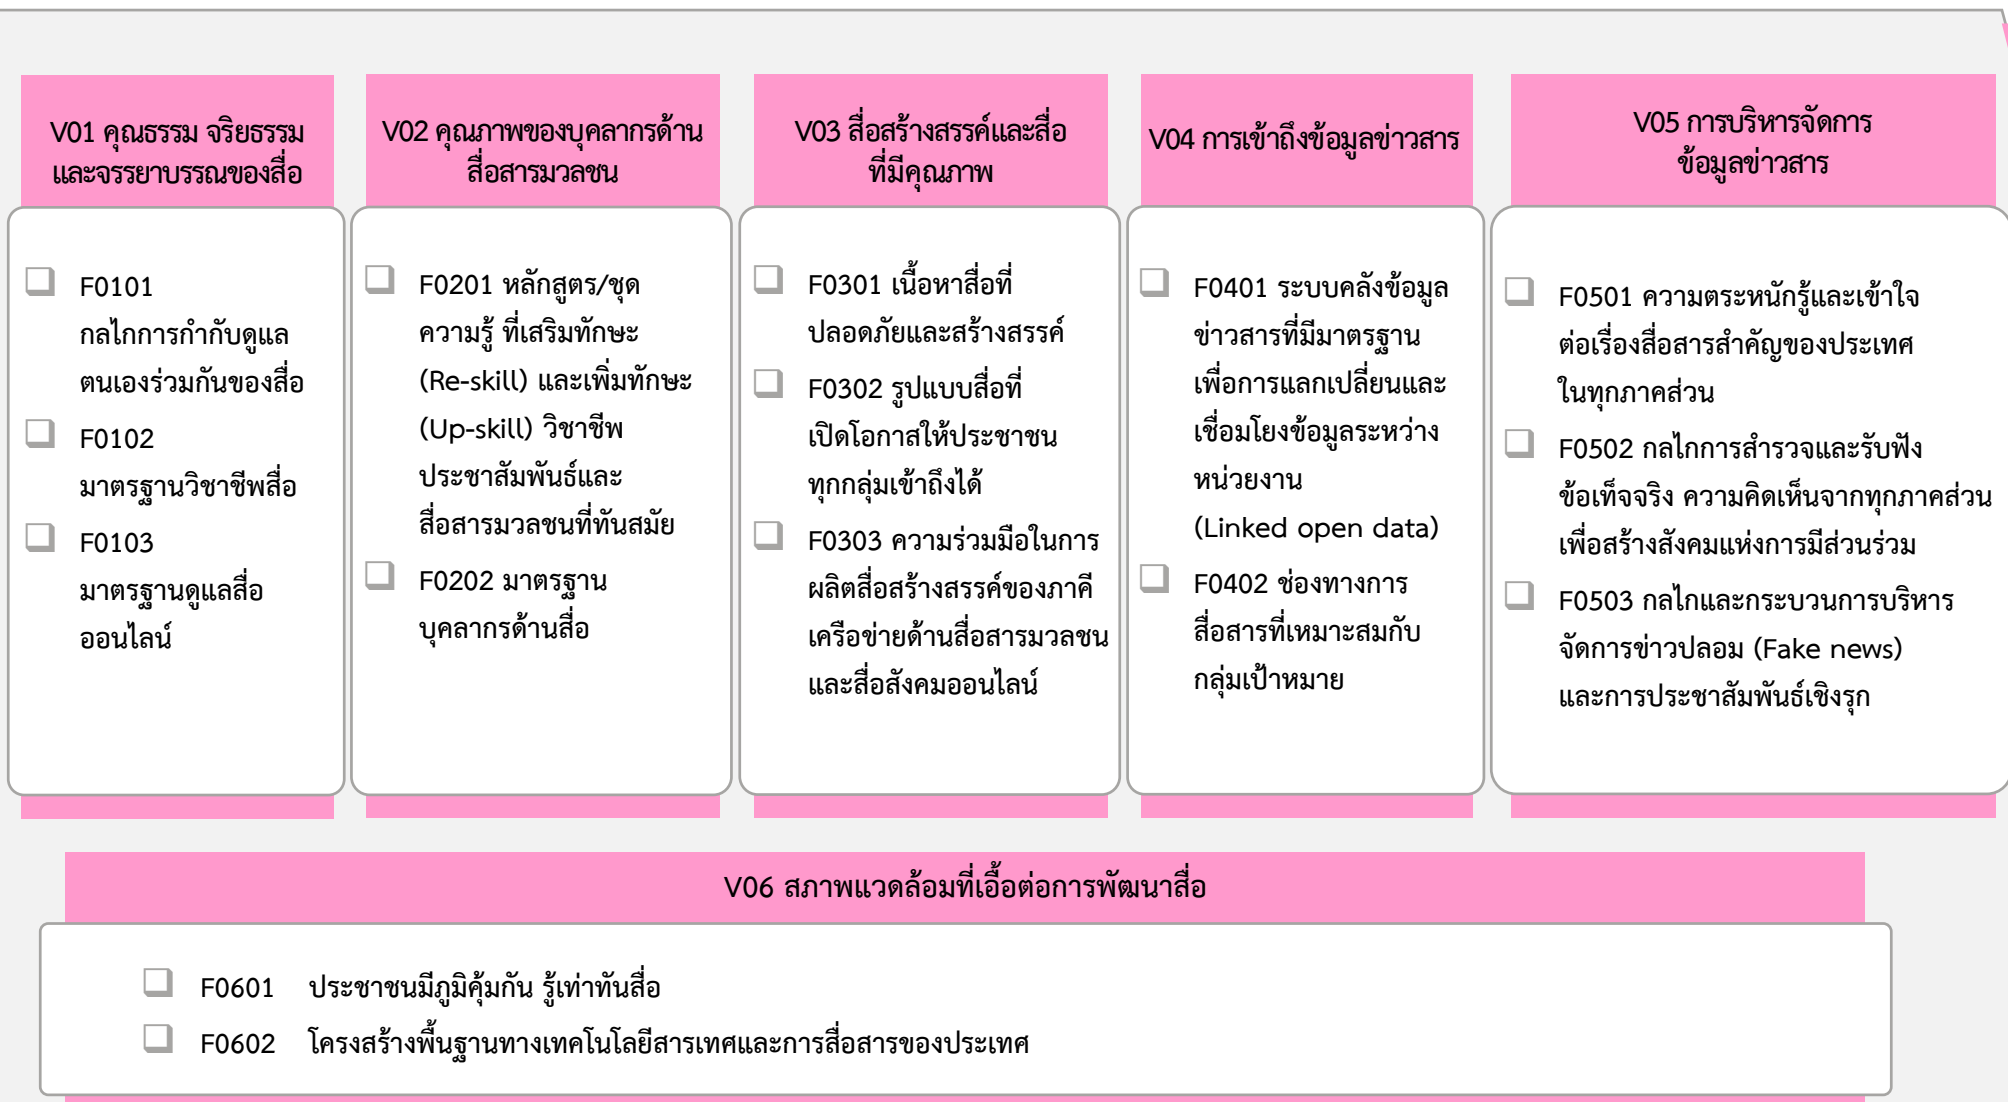 V01 คุณธรรม จริยธรรม
และจรรยาบรรณของสื่อ
F0101
กลไกการกำกับดูแล
ตนเองร่วมกันของสื่อ
F0102
มาตรฐานวิชาชีพสื่อ
F0103
มาตรฐานดูแลสื่อ
ออนไลน์
V02 คุณภาพของบุคลากรด้าน
สื่อสารมวลชน
F0201 หลักสูตร/ชุด
ความรู้ ที่เสริมทักษะ
(Re-skill) และเพิ่มทักษะ
(Up-skill) วิชาชีพ
ประชาสัมพันธ์และ
สื่อสารมวลชนที่ทันสมัย
F0202 มาตรฐาน
บุคลากรด้านสื่อ
V03 สื่อสร้างสรรค์และสื่อ
ที่มีคุณภาพ
F0301 เนื้อหาสื่อที่
ปลอดภัยและสร้างสรรค์
F0302 รูปแบบสื่อที่
เปิดโอกาสให้ประชาชน
ทุกกลุ่มเข้าถึงได้
F0303 ความร่วมมือในการ
ผลิตสื่อสร้างสรรค์ของภาคี
เครือข่ายด้านสื่อสารมวลชน
และสื่อสังคมออนไลน์
V04 การเข้าถึงข้อมูลข่าวสาร
F0401 ระบบคลังข้อมูล
ข่าวสารที่มีมาตรฐาน
เพื่อการแลกเปลี่ยนและ
เชื่อมโยงข้อมูลระหว่าง
หน่วยงาน
(Linked open data)
F0402 ช่องทางการ
สื่อสารที่เหมาะสมกับ
กลุ่มเป้าหมาย
V05 การบริหารจัดการ
ข้อมูลข่าวสาร
F0501 ความตระหนักรู้และเข้าใจ
ต่อเรื่องสื่อสารสำคัญของประเทศ
ในทุกภาคส่วน
F0502 กลไกการสำรวจและรับฟัง
ข้อเท็จจริง ความคิดเห็นจากทุกภาคส่วน
เพื่อสร้างสังคมแห่งการมีส่วนร่วม
F0503 กลไกและกระบวนการบริหาร
จัดการข่าวปลอม (Fake news)
และการประชาสัมพันธ์เชิงรุก
V06 สภาพแวดล้อมที่เอื้อต่อการพัฒนาสื่อ
F0601 ประชาชนมีภูมิคุ้มกัน รู้เท่าทันสื่อ
F0602 โครงสร้างพื้นฐานทางเทคโนโลยีสารเทศและการสื่อสารของประเทศ